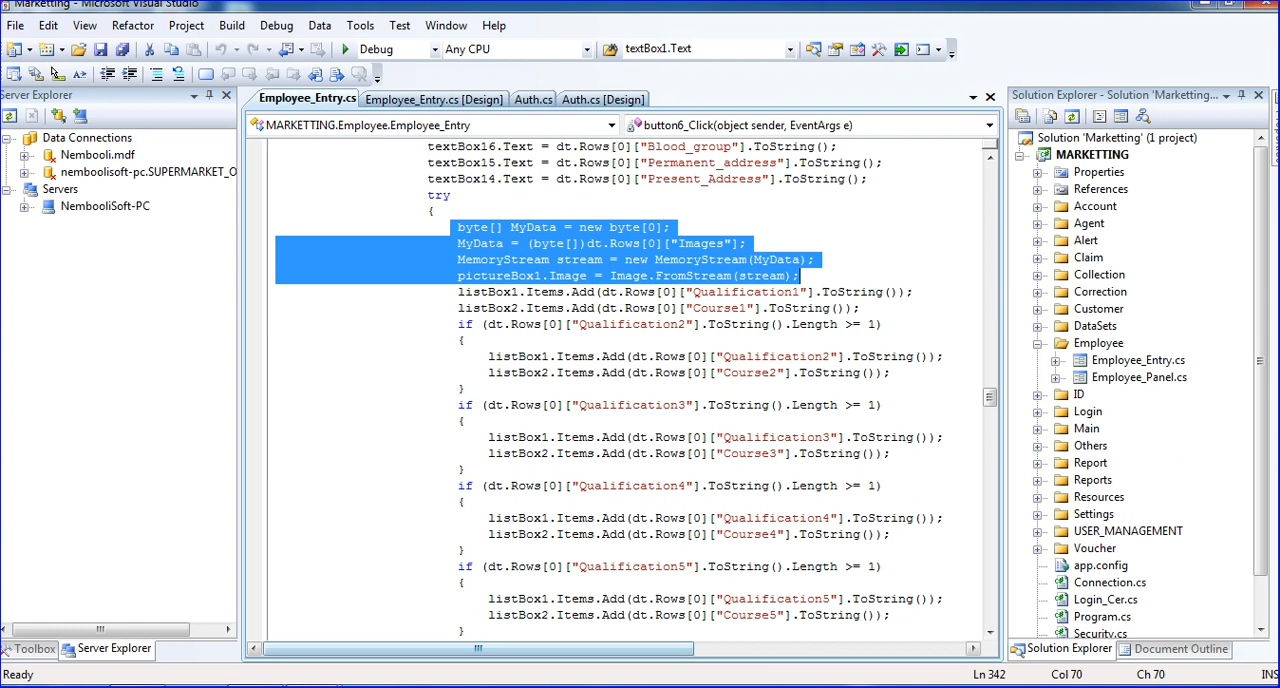 Marketting - Microsoft Visual Studio
File Edit View Refactor Project Build Debug Data Tools Test Window Help
Debug Any CPU textBox1.Text
Server Explorer
Data Connections
Nembooli.mdf
nemboolisoft-pc.SUPERMARKET_O
Servers
NembooliSoft-PC
Toolbox Server Explorer
Employee_Entry.cs Employee_Entry.cs [Design] Auth.cs Auth.cs [Design]
MARKETTING.Employee.Employee_Entry button6_Click(object sender, EventArgs e)
textBox16.Text = dt.Rows[0]["Blood_group"].ToString();
textBox15.Text = dt.Rows[0]["Permanent_address"].ToString();
textBox14.Text = dt.Rows[0]["Present_Address"].ToString();
try
{
byte[] MyData = new byte[0];
MyData = (byte[])dt.Rows[0]["Images"];
MemoryStream stream = new MemoryStream(MyData);
pictureBox1.Image = Image.FromStream(stream);
listBox1.Items.Add(dt.Rows[0]["Qualification1"].ToString());
listBox2.Items.Add(dt.Rows[0]["Course1"].ToString());
if (dt.Rows[0]["Qualification2"].ToString().Length >= 1)
{
listBox1.Items.Add(dt.Rows[0]["Qualification2"].ToString());
listBox2.Items.Add(dt.Rows[0]["Course2"].ToString());
}
if (dt.Rows[0]["Qualification3"].ToString().Length >= 1)
{
listBox1.Items.Add(dt.Rows[0]["Qualification3"].ToString());
listBox2.Items.Add(dt.Rows[0]["Course3"].ToString());
}
if (dt.Rows[0]["Qualification4"].ToString().Length >= 1)
{
listBox1.Items.Add(dt.Rows[0]["Qualification4"].ToString());
listBox2.Items.Add(dt.Rows[0]["Course4"].ToString());
}
if (dt.Rows[0]["Qualification5"].ToString().Length >= 1)
{
listBox1.Items.Add(dt.Rows[0]["Qualification5"].ToString());
listBox2.Items.Add(dt.Rows[0]["Course5"].ToString());
}
Solution Explorer - Solution 'Marketting...
Solution 'Marketting' (1 project)
MARKETTING
Properties
References
Account
Agent
Alert
Claim
Collection
Correction
Customer
DataSets
Employee
Employee_Entry.cs
Employee_Panel.cs
ID
Login
Main
Others
Report
Reports
Resources
Settings
USER_MANAGEMENT
Voucher
app.config
Connection.cs
Login_Cer.cs
Program.cs
Security.cs
Solution Explorer Document Outline
Ready Ln 342 Col 70 Ch 70 INS